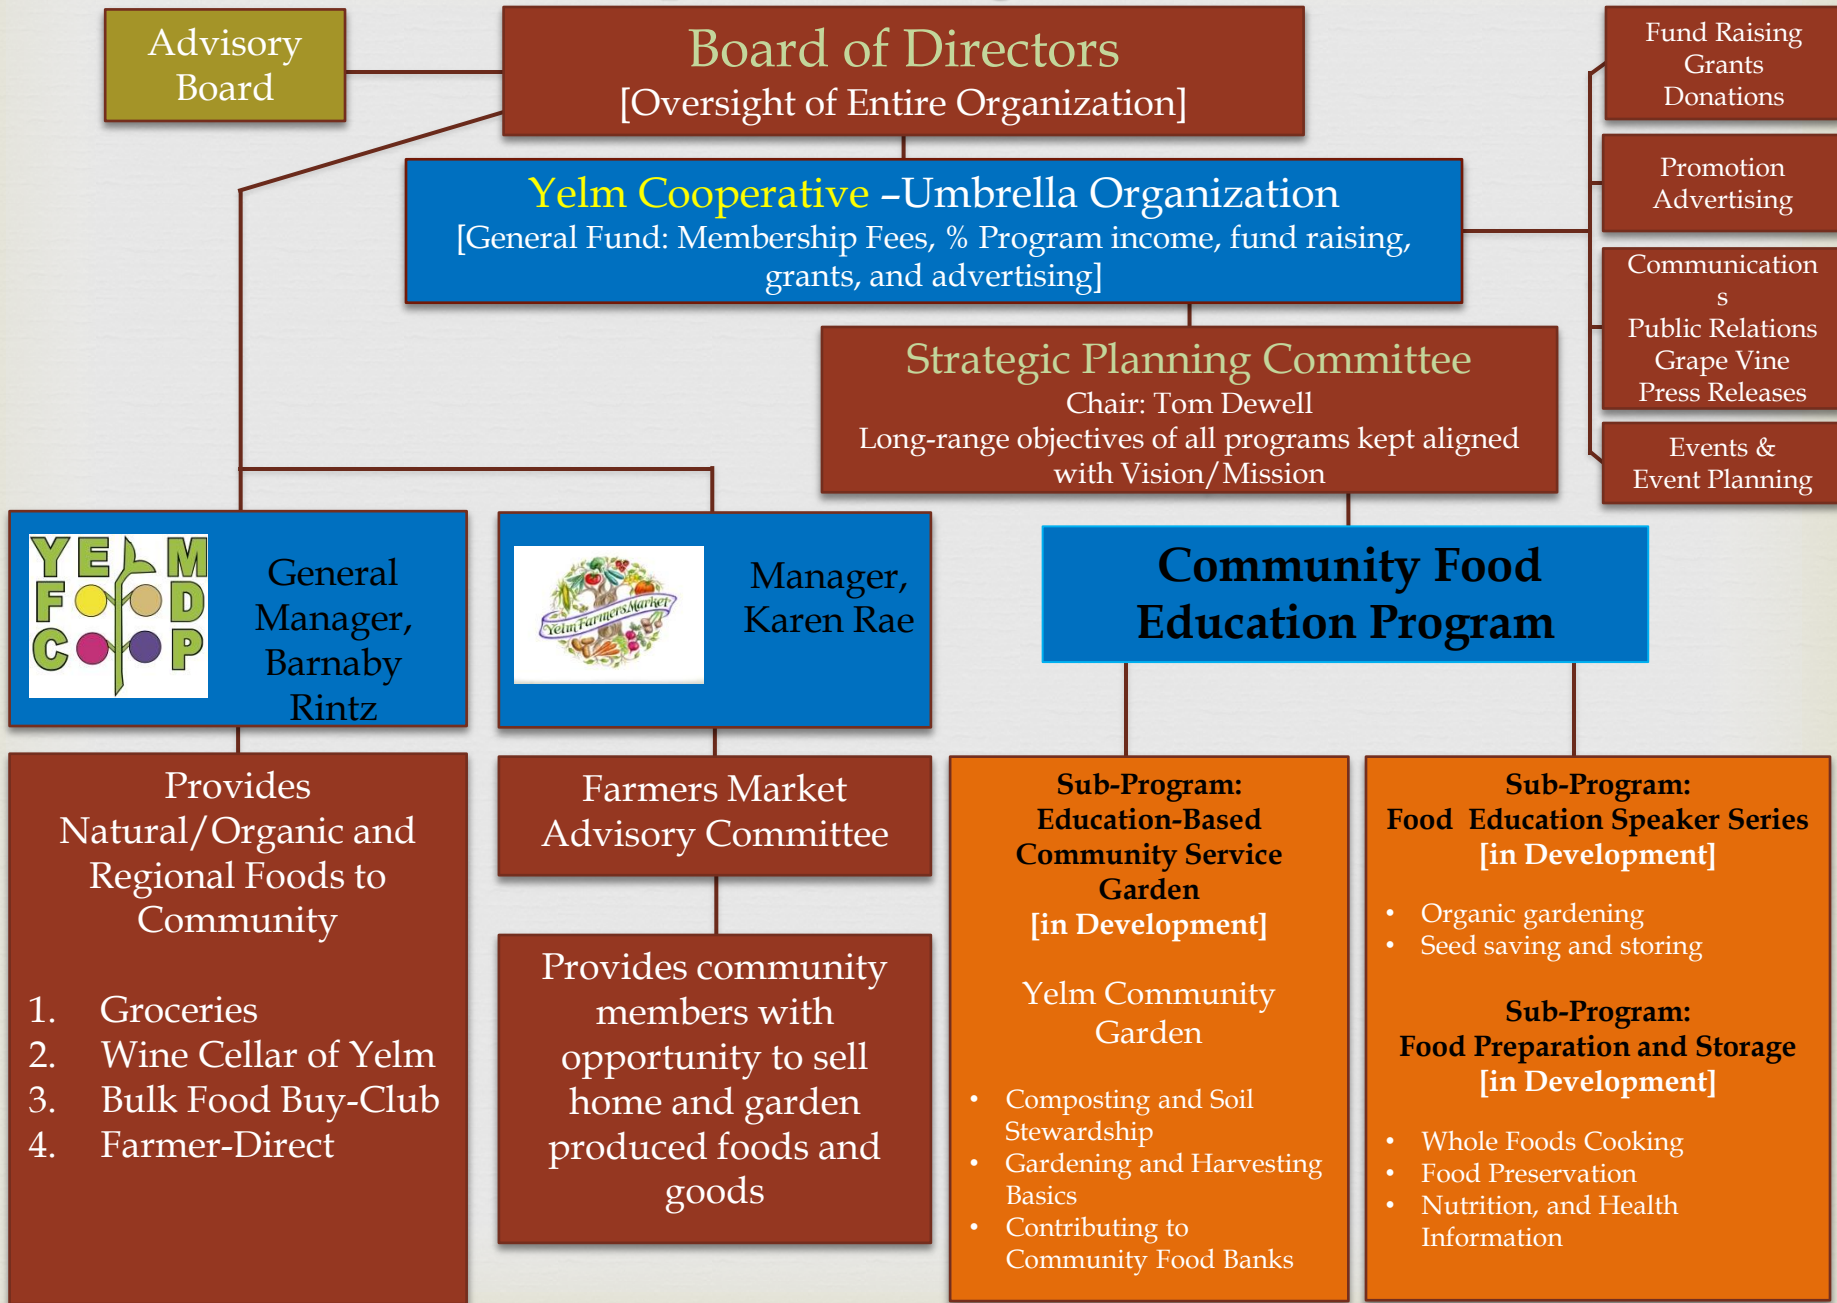 Advisory
Board
Board of Directors
[Oversight of Entire Organization]
Fund Raising
Grants
Donations
Promotion
Advertising
Communication
s
Public Relations
Grape Vine
Press Releases
Events &
Event Planning
Yelm Cooperative –Umbrella Organization
[General Fund: Membership Fees, % Program income, fund raising,
grants, and advertising]
Strategic Planning Committee
Chair: Tom Dewell
Long-range objectives of all programs kept aligned
with Vision/Mission
YELM
FOOD
COOP
General
Manager,
Barnaby
Rintz
Yelm Farmers Market
Manager,
Karen Rae
Community Food
Education Program
Provides
Natural/Organic and
Regional Foods to
Community
1. Groceries
2. Wine Cellar of Yelm
3. Bulk Food Buy-Club
4. Farmer-Direct
Farmers Market
Advisory Committee
Provides community
members with
opportunity to sell
home and garden
produced foods and
goods
Sub-Program:
Education-Based
Community Service
Garden
[in Development]
Yelm Community
Garden
• Composting and Soil
Stewardship
• Gardening and Harvesting
Basics
• Contributing to
Community Food Banks
Sub-Program:
Food Education Speaker Series
[in Development]
• Organic gardening
• Seed saving and storing
Sub-Program:
Food Preparation and Storage
[in Development]
• Whole Foods Cooking
• Food Preservation
• Nutrition, and Health
Information